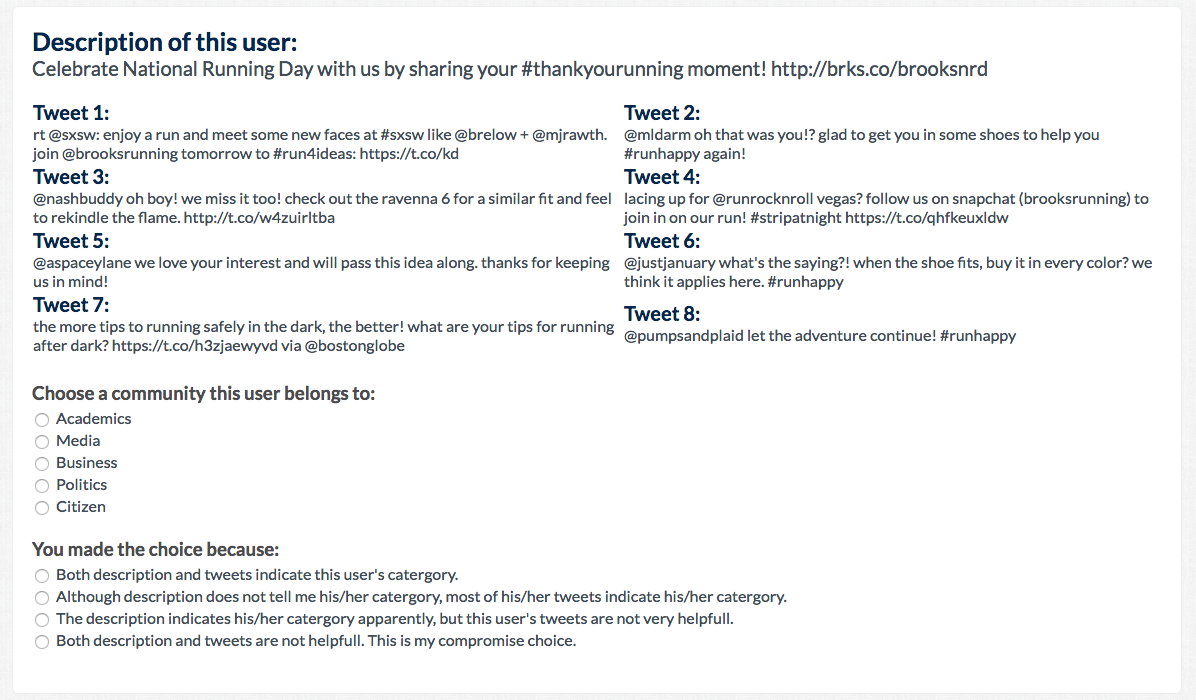 Description of this user:
Celebrate National Running Day with us by sharing your #thankyourunning moment! http://brks.co/brooksnrd
Tweet 1:
rt @sxsw: enjoy a run and meet some new faces at #sxsw like @brelow + @mjrawth.
join @brooksrunning tomorrow to #run4ideas: https://t.co/kd
Tweet 2:
@mldarm oh that was you!? glad to get you in some shoes to help you
#runhappy again!
Tweet 3:
@nashbuddy oh boy! we miss it too! check out the ravenna 6 for a similar fit and feel
to rekindle the flame. http://t.co/w4zuirltba
Tweet 4:
lacing up for @runrocknroll vegas? follow us on snapchat (brooksrunning) to
join in on our run! #stripatnight https://t.co/qhfkeuxldw
Tweet 5:
@aspaceylane we love your interest and will pass this idea along. thanks for keeping
us in mind!
Tweet 6:
@justjanuary what's the saying?! when the shoe fits, buy it in every color? we
think it applies here. #runhappy
Tweet 7:
the more tips to running safely in the dark, the better! what are your tips for running
after dark? https://t.co/h3zjaewyvd via @bostonglobe
Tweet 8:
@pumpsandplaid let the adventure continue! #runhappy
Choose a community this user belongs to:
Academics
Media
Business
Politics
Citizen
You made the choice because:
Both description and tweets indicate this user's catergory.
Although description does not tell me his/her catergory, most of his/her tweets indicate his/her catergory.
The description indicates his/her catergory apparently, but this user's tweets are not very helpfull.
Both description and tweets are not helpfull. This is my compromise choice.